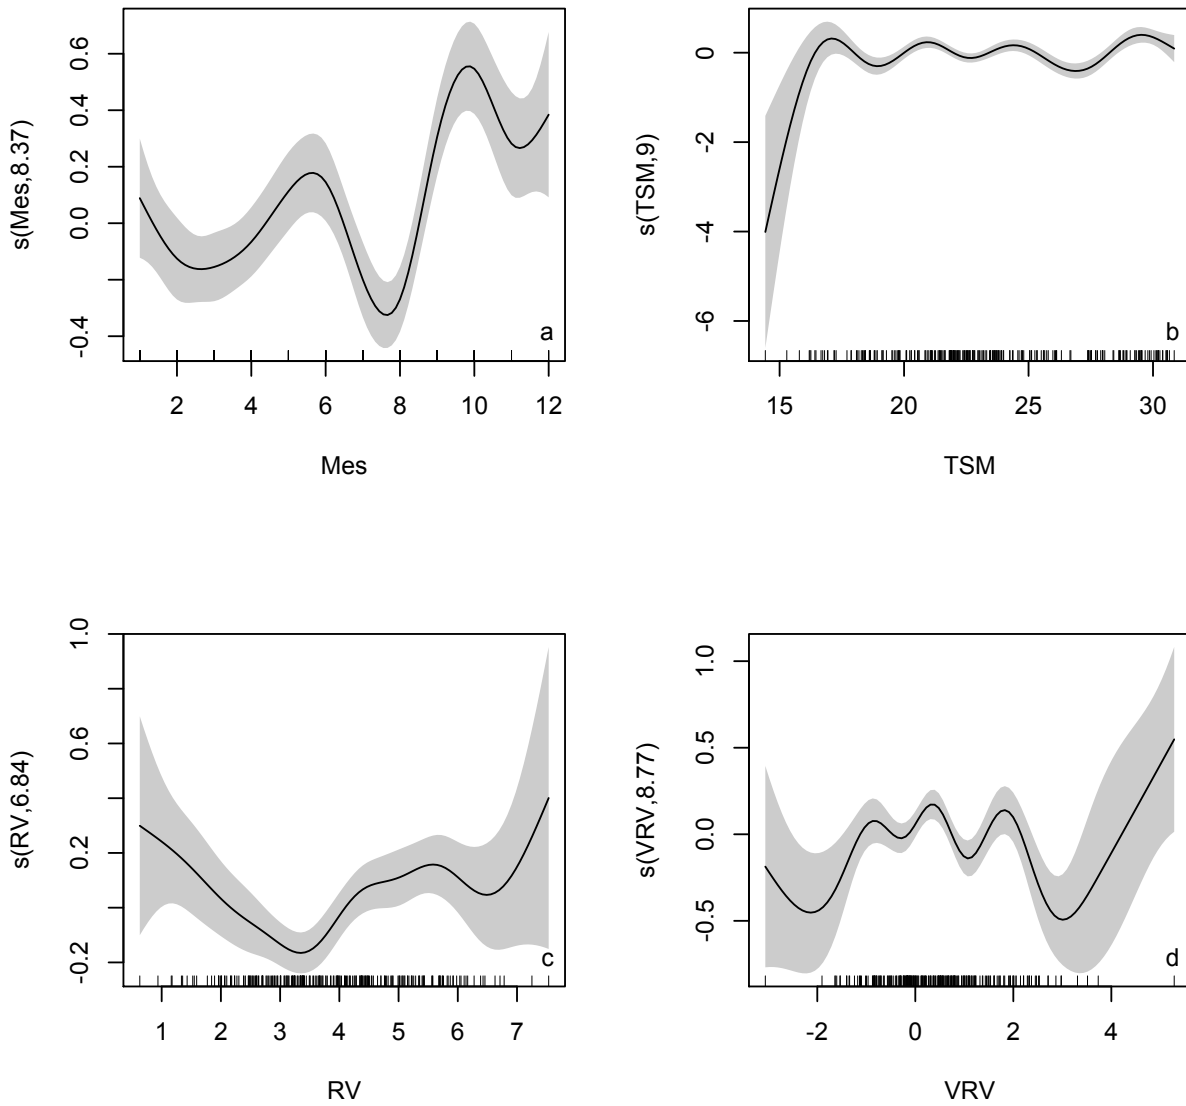 s(Mes,8.37)
0.6
0.4
0.2
0.0
-0.4
a
2 4 6 8 10 12
Mes
s(TSM,9)
0
-2
-4
-6
b
15 20 25 30
TSM
s(RV,6.84)
1.0
0.6
0.2
-0.2
c
1 2 3 4 5 6 7
RV
s(VRV,8.77)
1.0
0.5
0.0
-0.5
d
-2 0 2 4
VRV